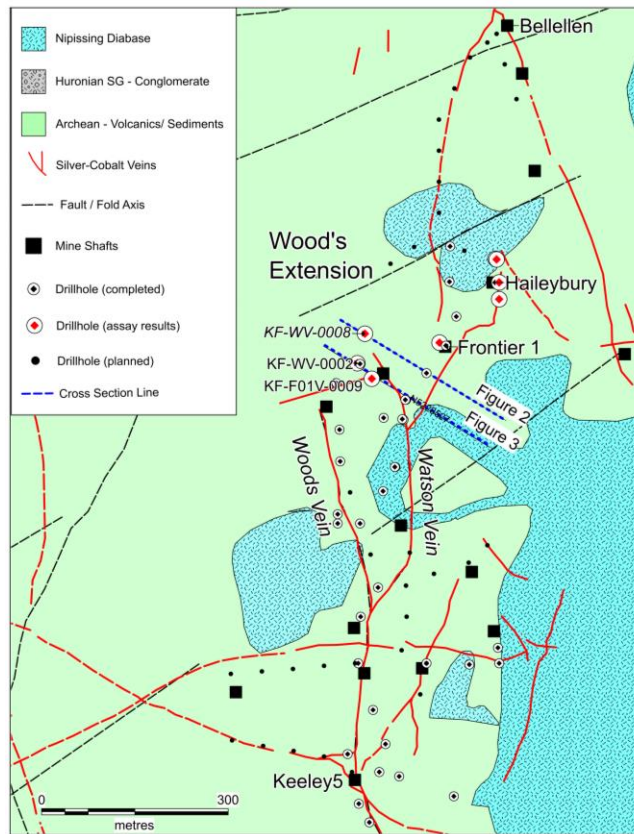 Nipissing Diabase
Huronian SG - Conglomerate
Archean - Volcanics/ Sediments
Silver-Cobalt Veins
Fault / Fold Axis
Mine Shafts
Drillhole (completed)
Drillhole (assay results)
Drillhole (planned)
Cross Section Line
Bellellen
Wood's
Extension
Haileybury
KF-WV-0008
Frontier 1
KF-WV-0002
KF-F01V-0009
Figure 2
Figure 3
Woods Vein
Watson Vein
Keeley5
0 300
metres